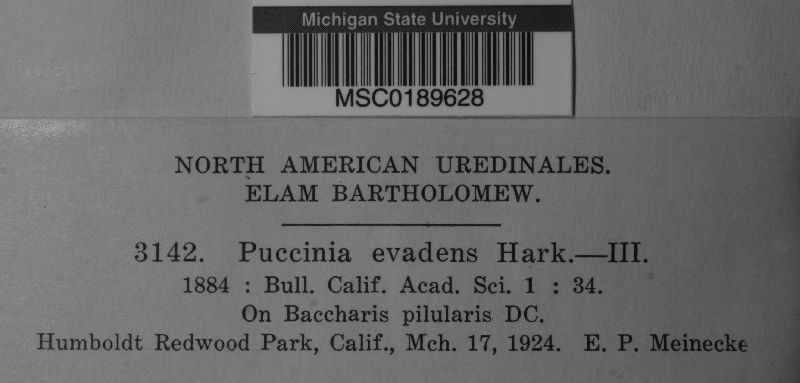 Michigan State University
MSC0189628
NORTH AMERICAN UREDINALES.
ELAM BARTHOLOMEW.
3142. Puccinia evadens Hark.—III.
1884 : Bull. Calif. Acad. Sci. 1 : 34.
On Baccharis pilularis DC.
Humboldt Redwood Park, Calif., Mch. 17, 1924. E. P. Meinecke